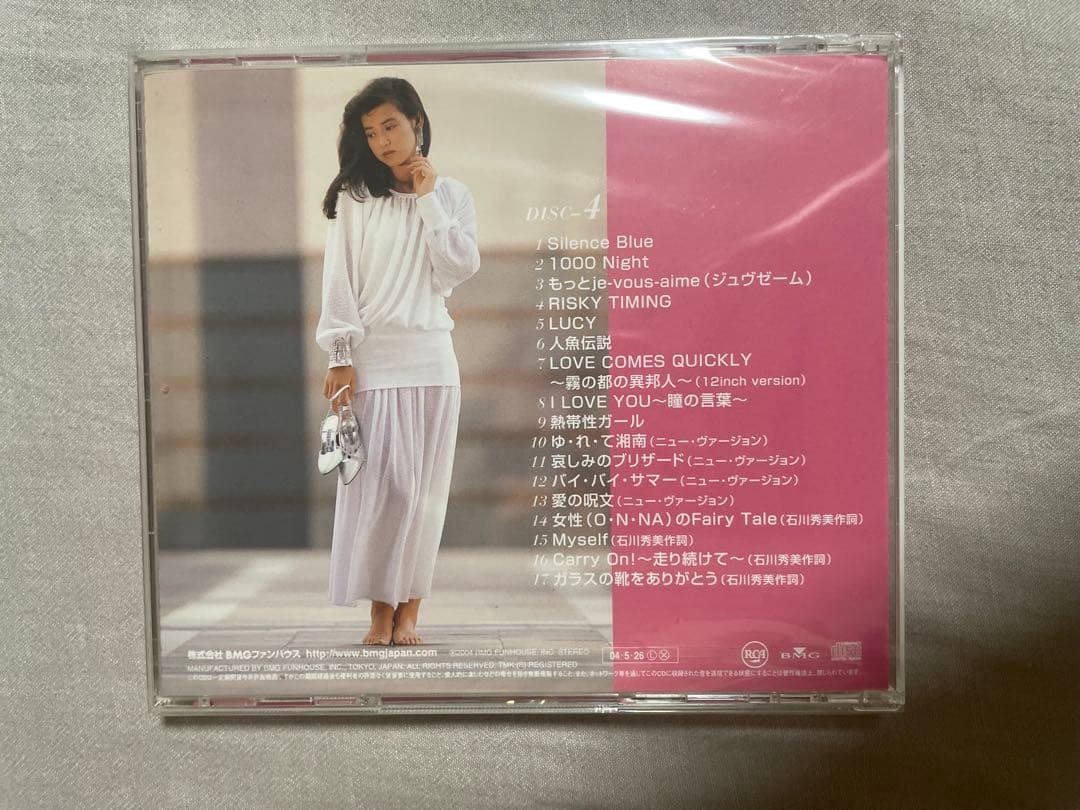 DISC-4
1 Silence Blue
2 1000 Night
3 もっとje-vous-aime(ジュヴゼーム)
4 RISKY TIMING
5 LUCY
6 人魚伝説
7 LOVE COMES QUICKLY
～霧の都の異邦人～(12inch version)
8 I LOVE YOU～瞳の言葉～
9 熱帯性ガール
10 ゆ・れ・て湘南(ニュー・ヴァージョン)
11 哀しみのブリザード(ニュー・ヴァージョン)
12 バイ・バイ・サマー(ニュー・ヴァージョン)
13 愛の呪文(ニュー・ヴァージョン)
14 女性(O・N・NA)のFairy Tale(石川秀美作詞)
15 Myself(石川秀美作詞)
16 Carry On!～走り続けて～(石川秀美作詞)
17 ガラスの靴をありがとう(石川秀美作詞)
株式会社 BMGファンハウス http://www.bmgjapan.com ℗2004 BMG FUNHOUSE, INC. STEREO 04・5・26 Ⓛ RCA BMG
MANUFACTURED BY BMG FUNHOUSE, INC., TOKYO, JAPAN. ALL RIGHTS RESERVED. TMK(S) REGISTERED